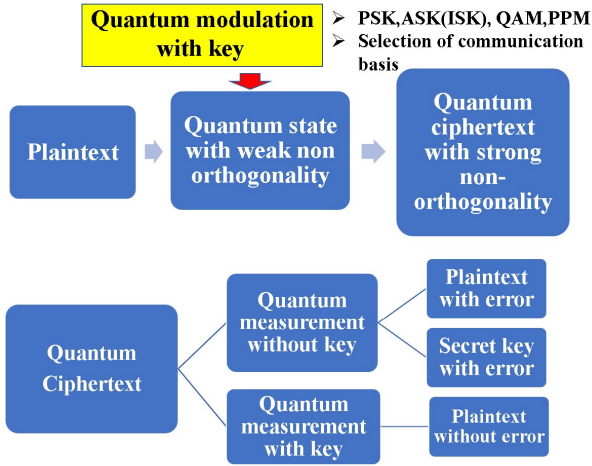 Quantum modulation
with key
➢ PSK,ASK(ISK), QAM,PPM
➢ Selection of communication
basis
Plaintext
Quantum state
with weak non
orthogonality
Quantum
ciphertext
with strong
non-
orthogonality
Quantum
Ciphertext
Quantum
measurement
without key
Plaintext
with error
Secret key
with error
Quantum
measurement
with key
Plaintext
without error